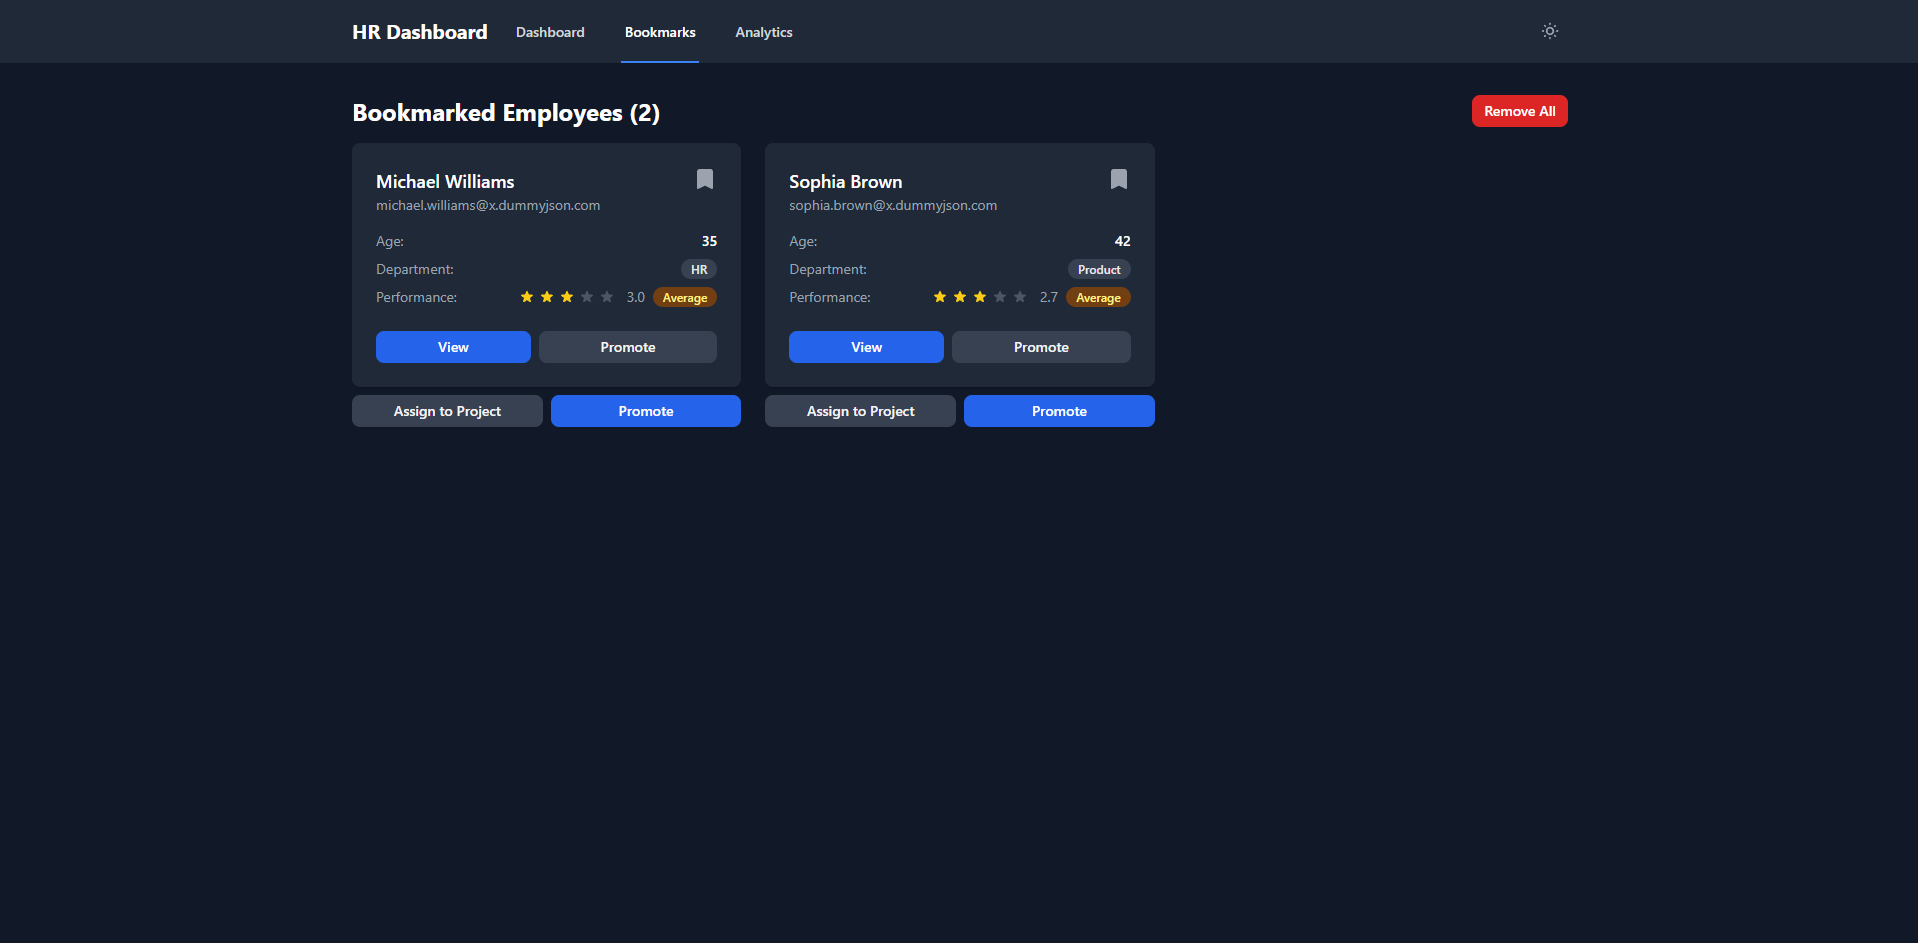 HR Dashboard Dashboard Bookmarks Analytics
Bookmarked Employees (2) Remove All
Michael Williams
michael.williams@x.dummyjson.com
Age: 35
Department: HR
Performance: 3.0 Average
View Promote
Assign to Project Promote
Sophia Brown
sophia.brown@x.dummyjson.com
Age: 42
Department: Product
Performance: 2.7 Average
View Promote
Assign to Project Promote